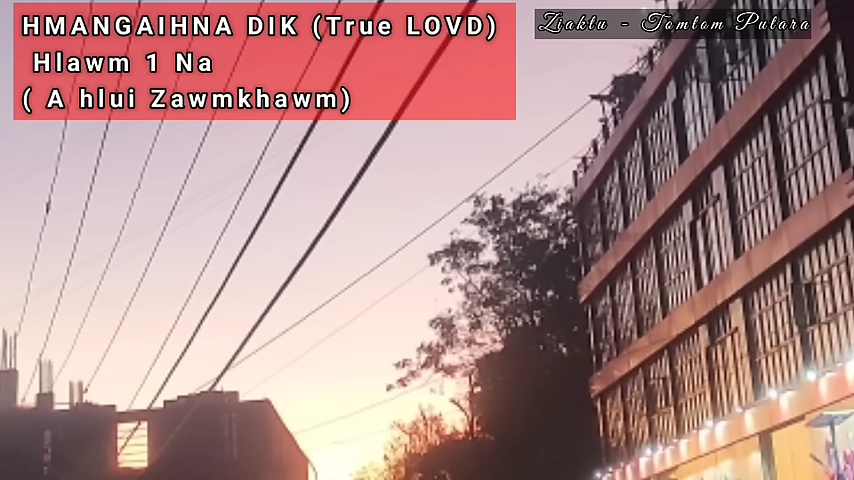 HMANGAIHNA DIK (True LOVD)
Hlawm 1 Na
( A hlui Zawmkhawm)
Ziaktu - Tomtom Putara